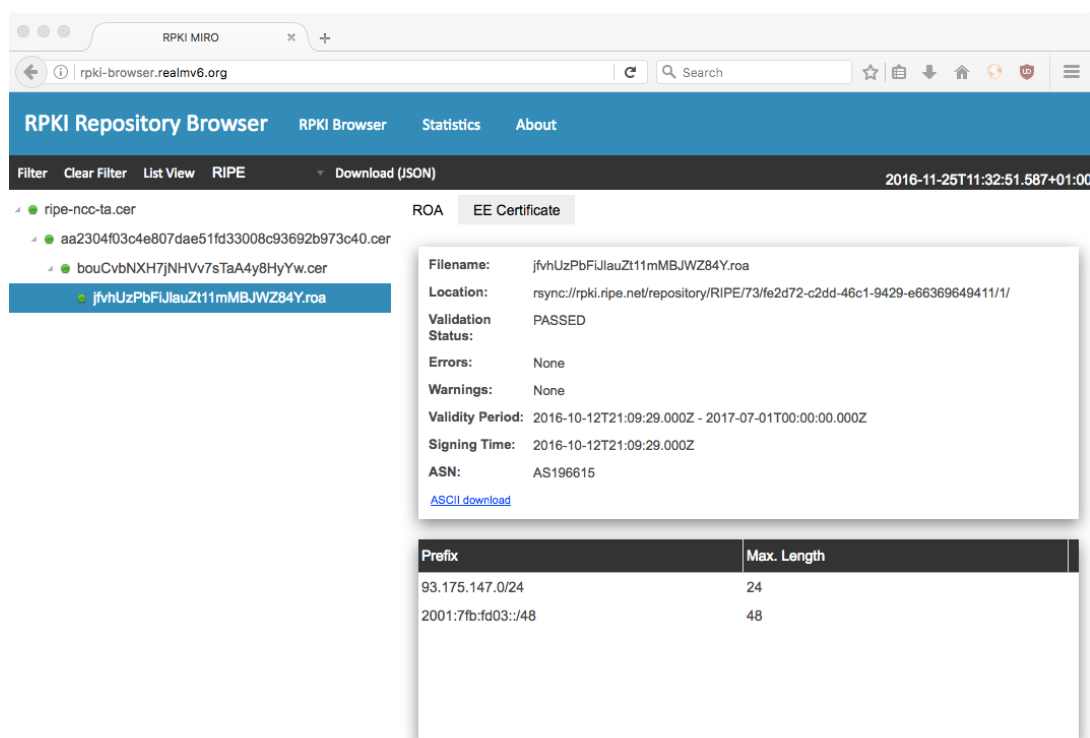 RPKI MIRO
rpki-browser.realmv6.org
Search
RPKI Repository Browser RPKI Browser Statistics About
Filter Clear Filter List View RIPE Download (JSON) 2016-11-25T11:32:51.587+01:00
ripe-ncc-ta.cer
aa2304f03c4e807dae51fd33008c93692b973c40.cer
bouCvbNXH7jNHVv7sTaA4y8HyYw.cer
jfvhUzPbFiJlauZt11mMBJWZ84Y.roa
ROA EE Certificate
Filename: jfvhUzPbFiJlauZt11mMBJWZ84Y.roa
Location: rsync://rpki.ripe.net/repository/RIPE/73/fe2d72-c2dd-46c1-9429-e66369649411/1/
Validation Status: PASSED
Errors: None
Warnings: None
Validity Period: 2016-10-12T21:09:29.000Z - 2017-07-01T00:00:00.000Z
Signing Time: 2016-10-12T21:09:29.000Z
ASN: AS196615
ASCII download
Prefix Max. Length
93.175.147.0/24 24
2001:7fb:fd03::/48 48